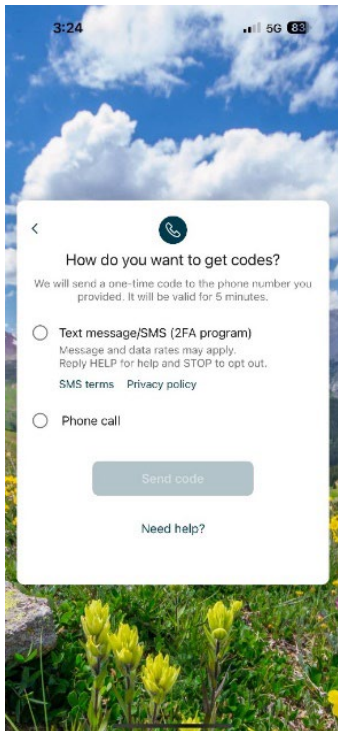 3:24
5G 83
How do you want to get codes?
We will send a one-time code to the phone number you
provided. It will be valid for 5 minutes.
Text message/SMS (2FA program)
Message and data rates may apply.
Reply HELP for help and STOP to opt out.
SMS terms Privacy policy
Phone call
Send code
Need help?